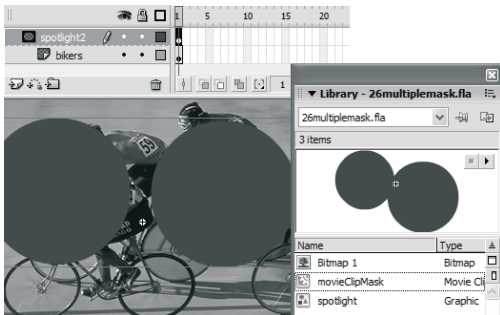 1 5 10 15 20
spotlight2
bikers
1
Library - 26multiplemask.fla
26multiplemask.fla
3 items
59
Name Type
Bitmap 1 Bitmap
movieClipMask Movie Cli
spotlight Graphic